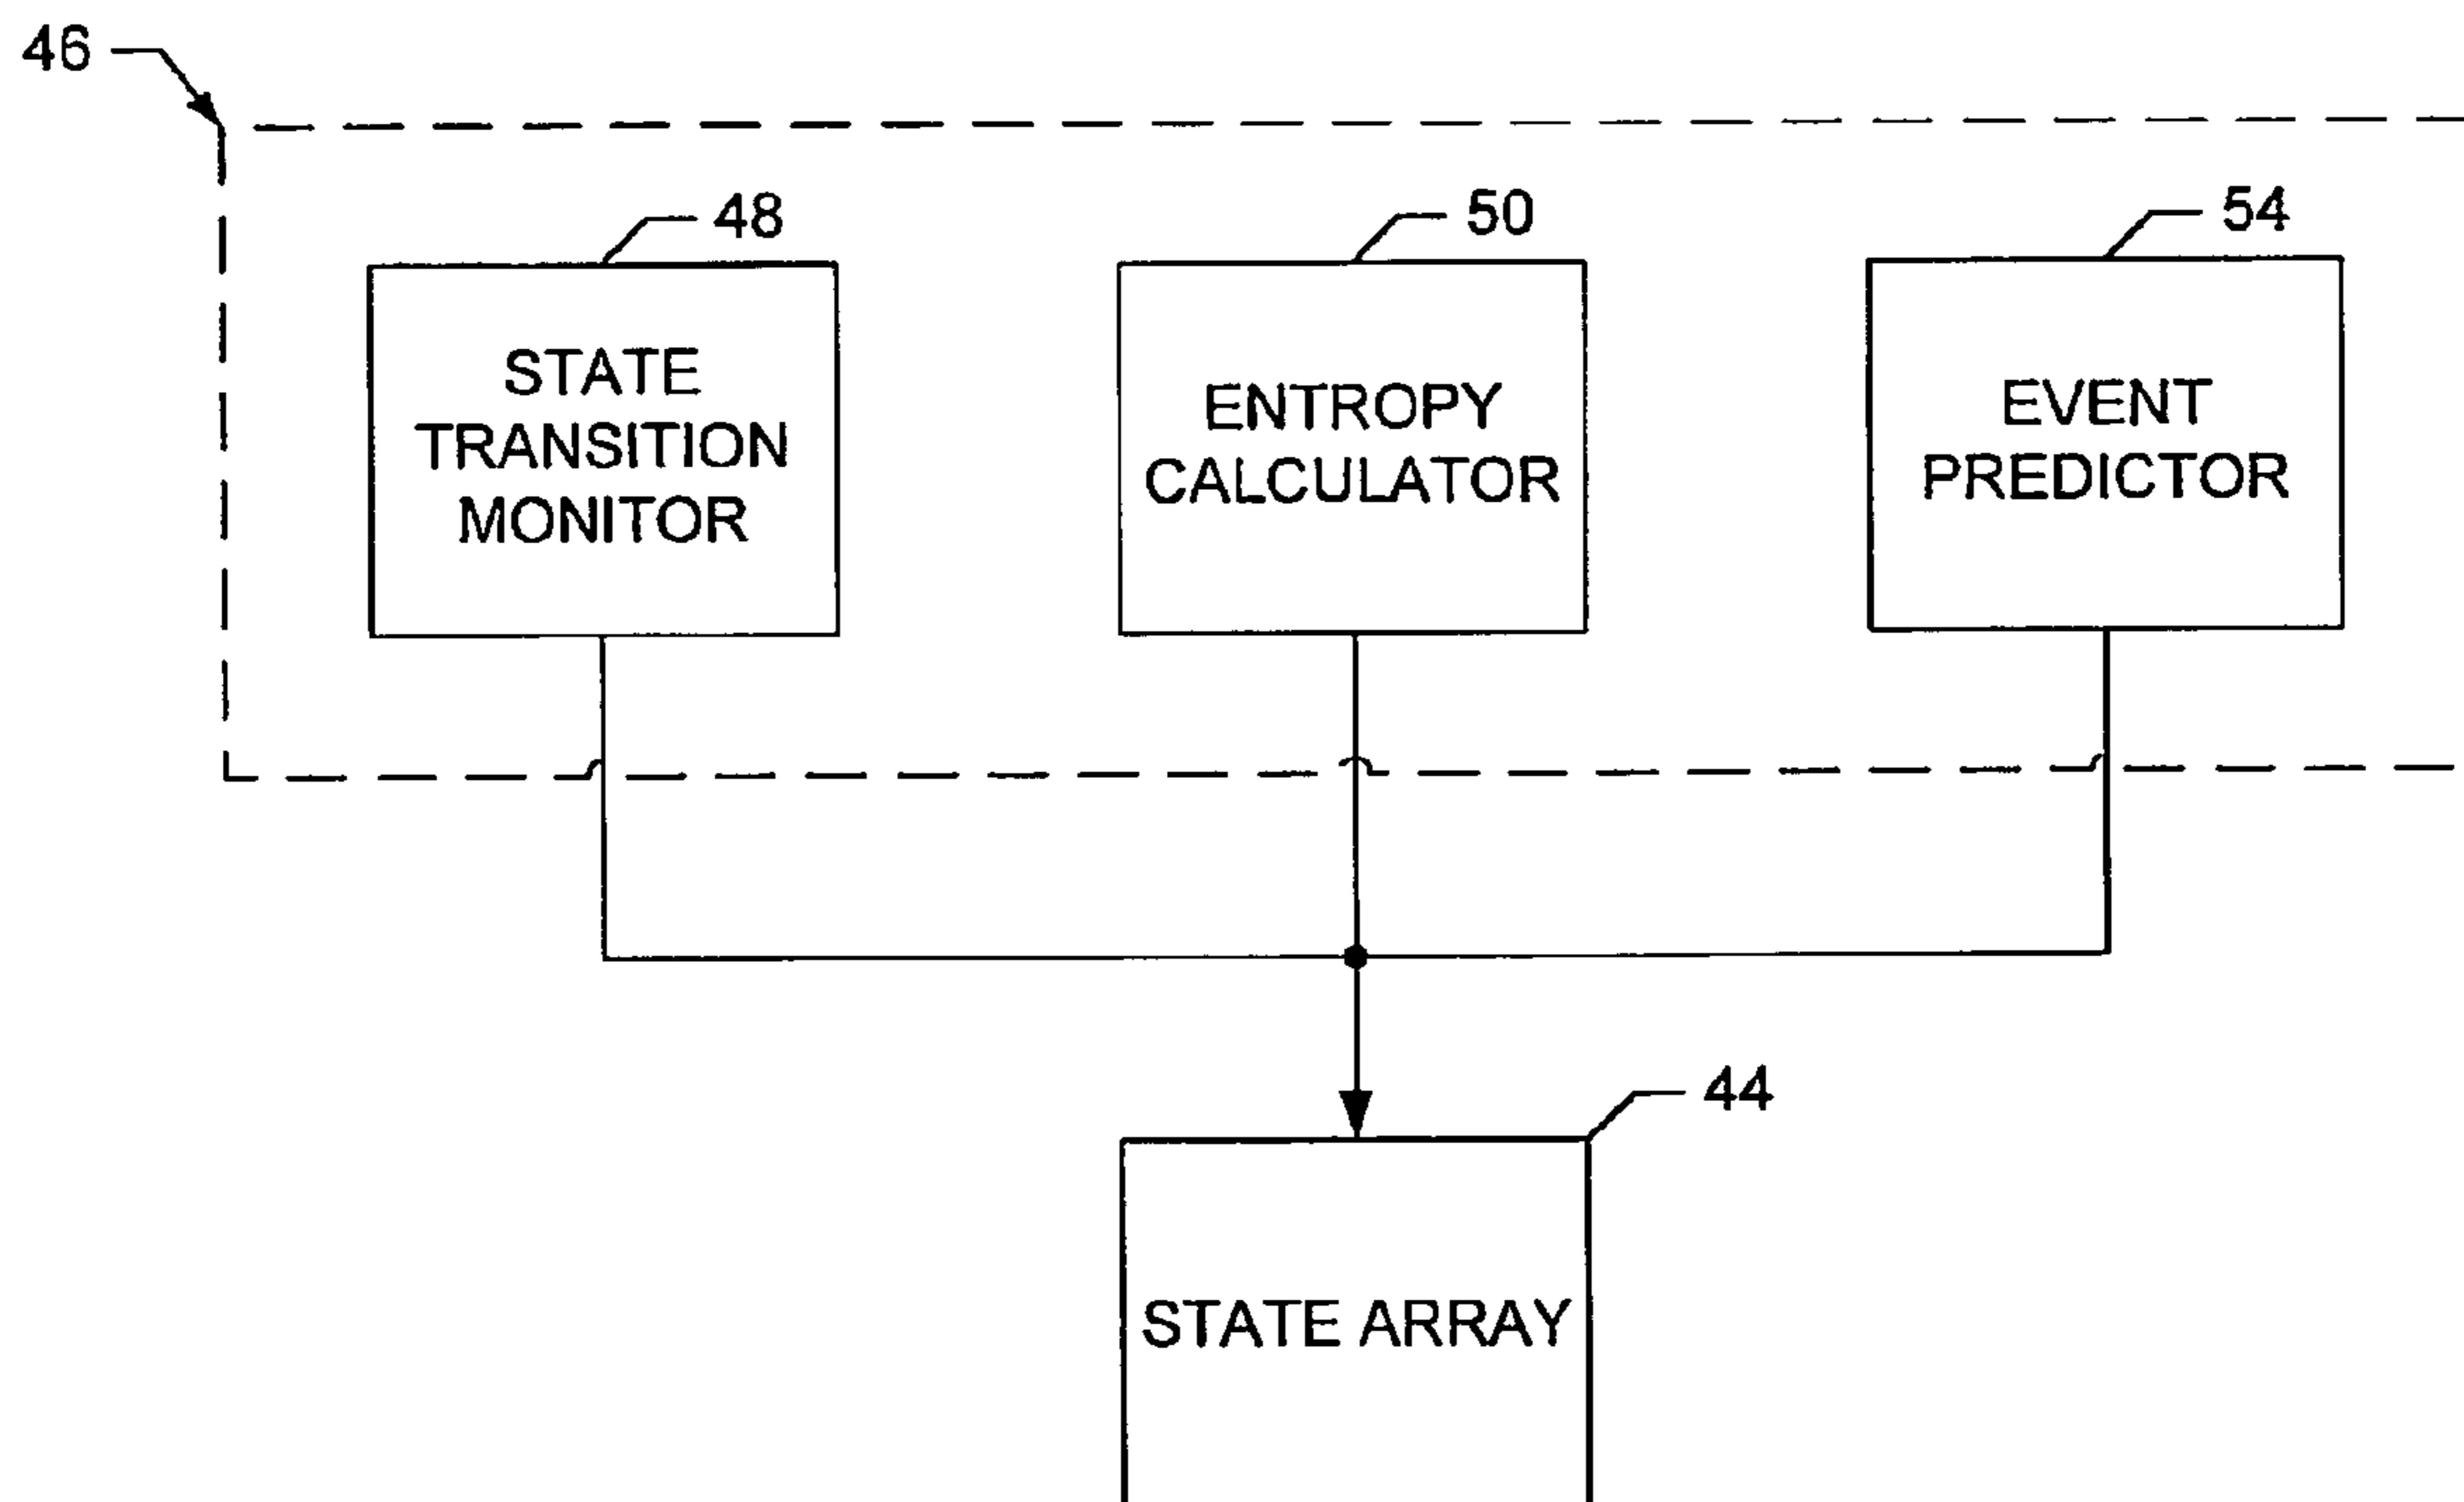 46
48
50
54
STATE
TRANSITION
MONITOR
ENTROPY
CALCULATOR
EVENT
PREDICTOR
44
STATE ARRAY